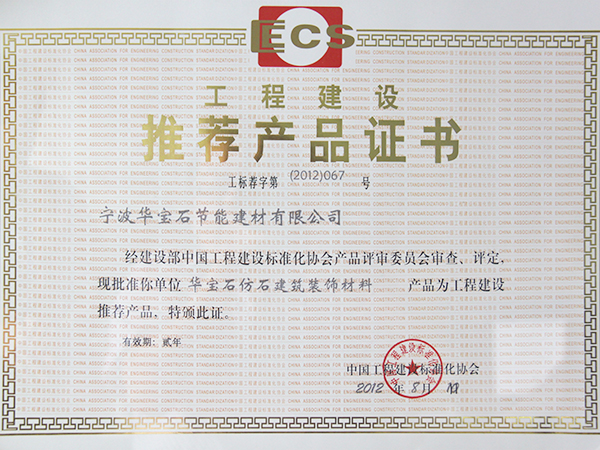 ECS
工程建设
推荐产品证书
工标荐字第 (2012)067 号
宁波华宝石节能建材有限公司
经建设部中国工程建设标准化协会产品评审委员会审查、评定，
现批准你单位 华宝石仿石建筑装饰材料 产品为工程建设
推荐产品，特颁此证。
有效期：贰年
中国工程建设标准化协会
2012 年 8 月 日